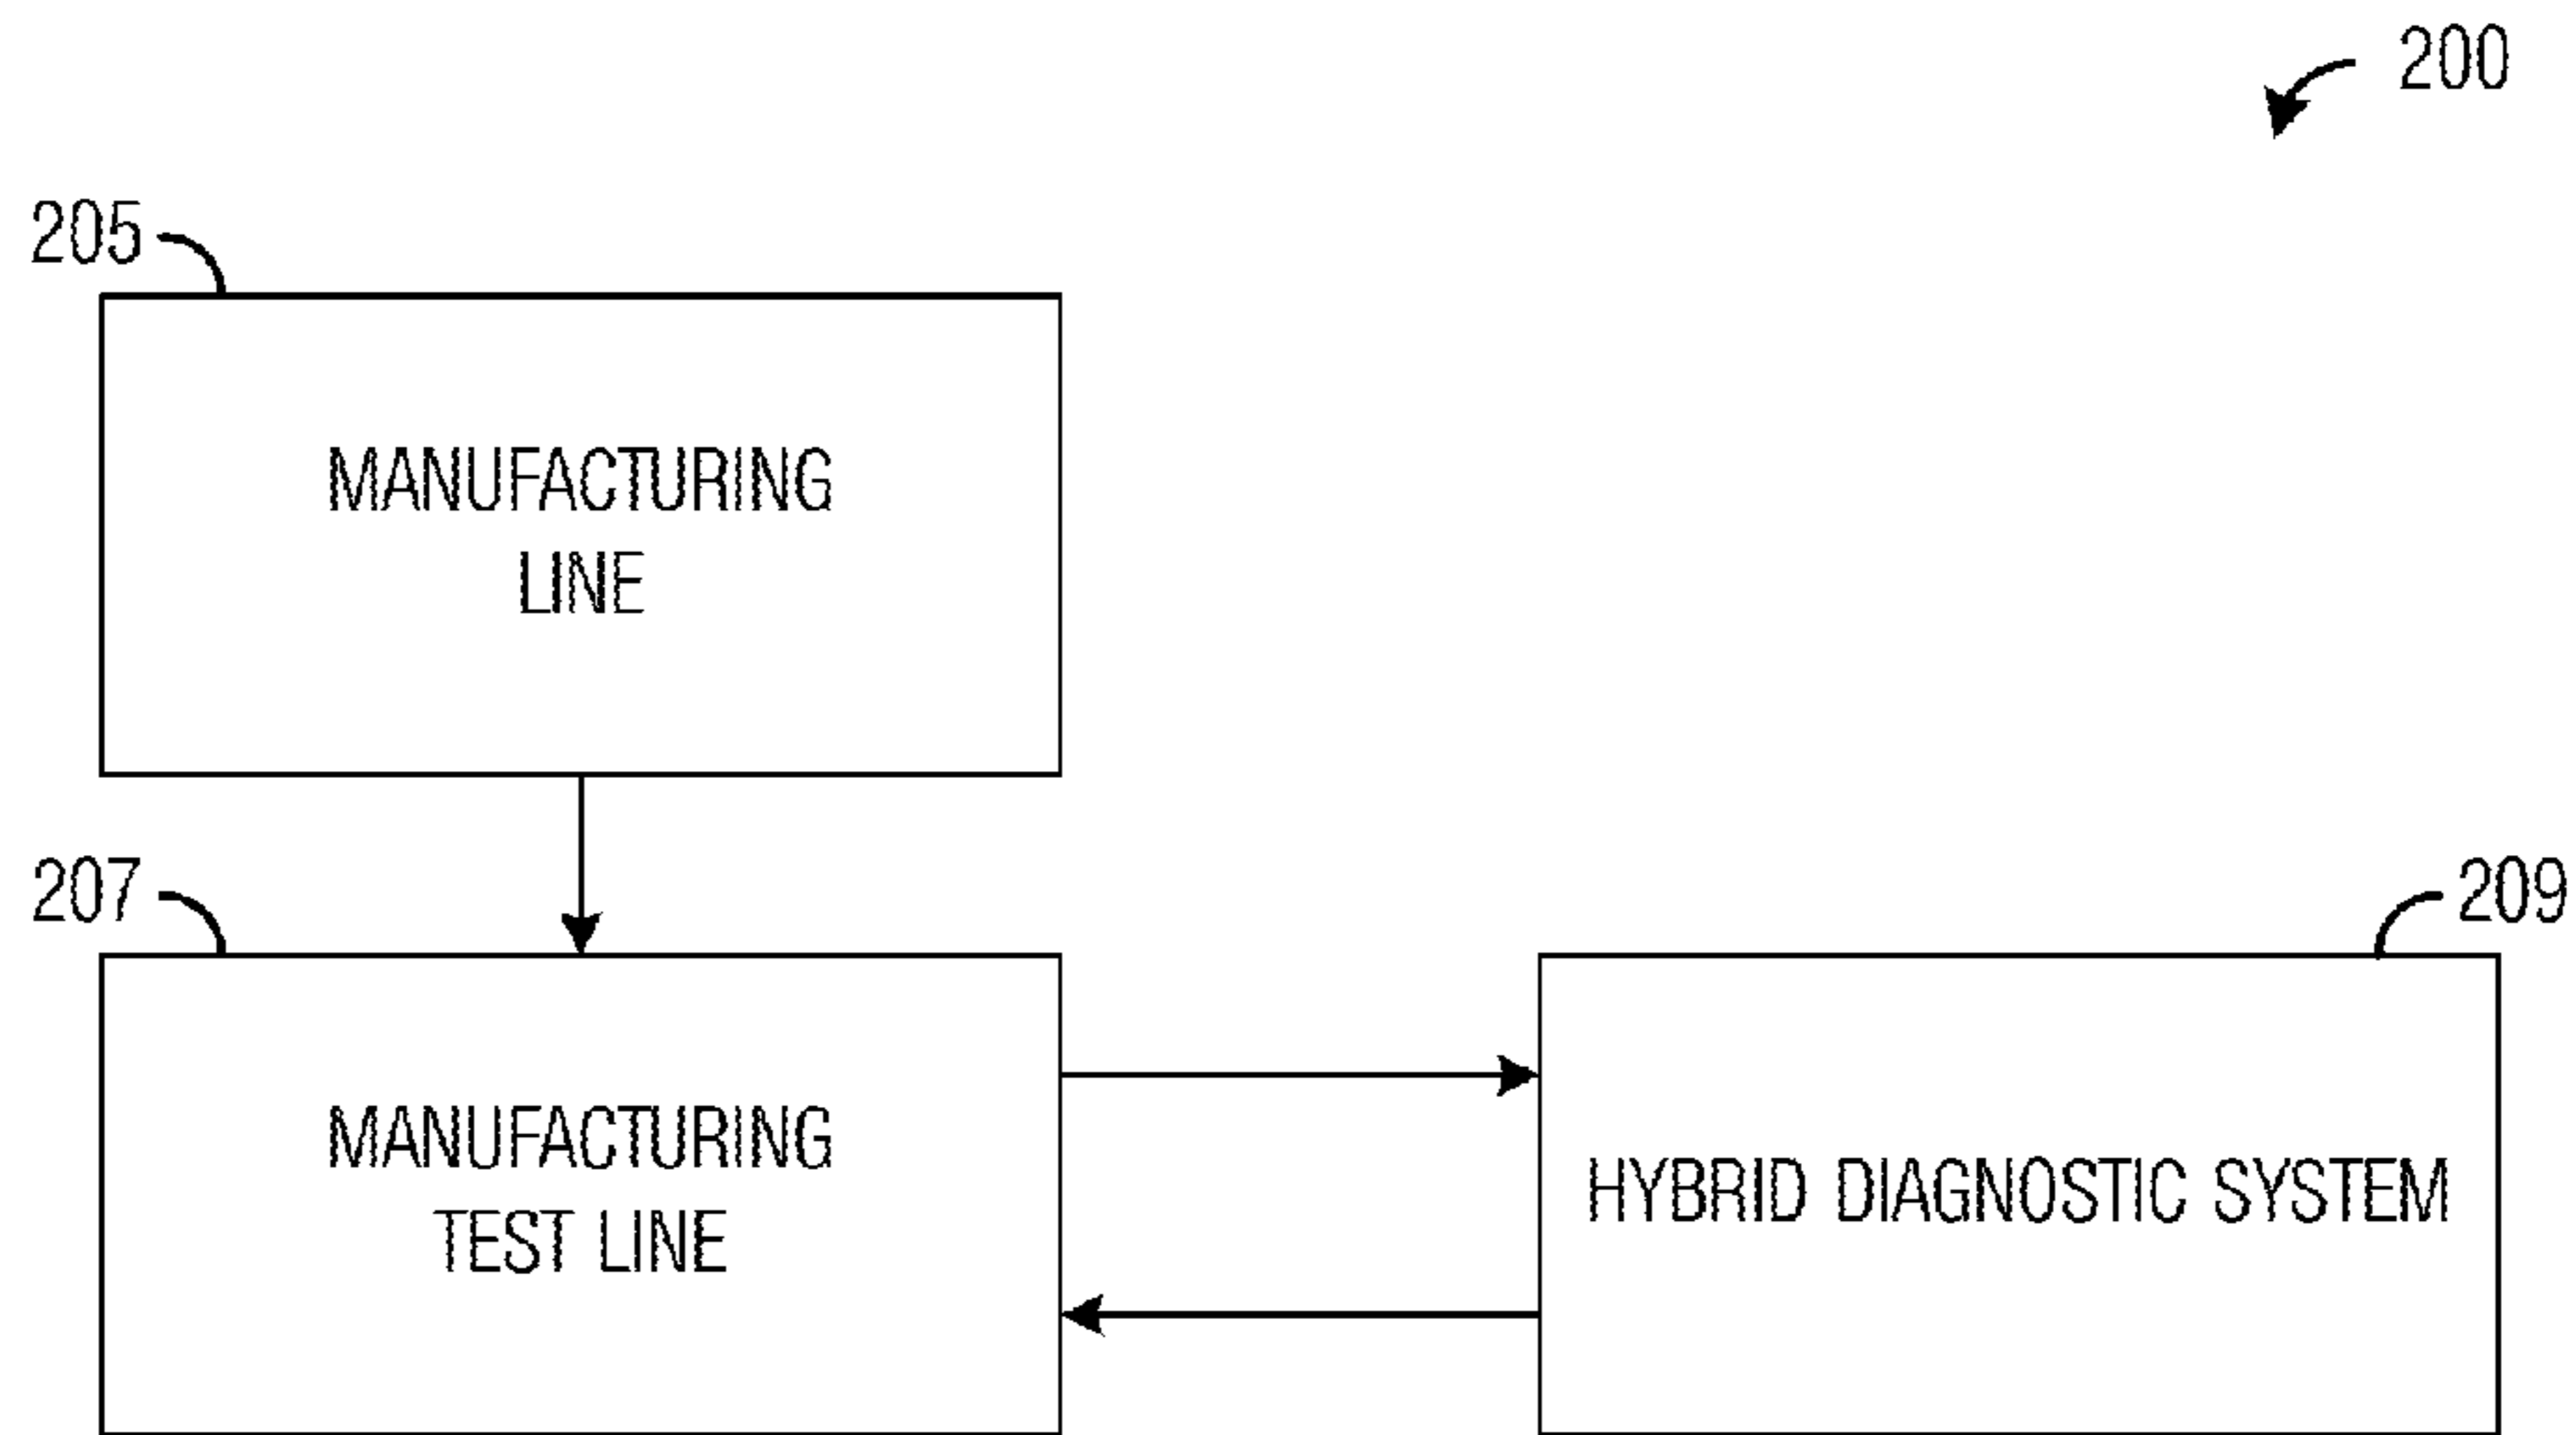 200
205
MANUFACTURING
LINE
207
209
MANUFACTURING
TEST LINE
HYBRID DIAGNOSTIC SYSTEM